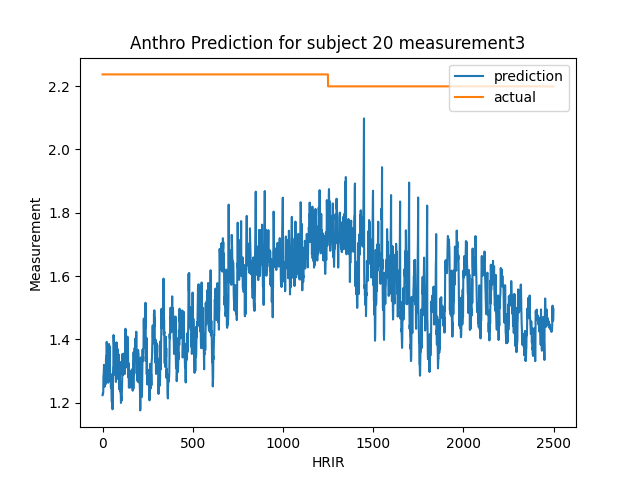 Anthro Prediction for subject 20 measurement3
prediction
actual
Measurement
2.2
2.0
1.8
1.6
1.4
1.2
0
500
1000
1500
2000
2500
HRIR